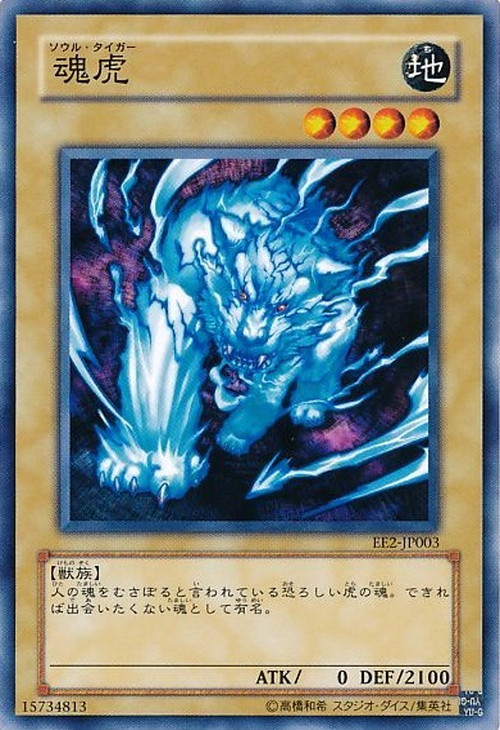 ソウル・タイガー
魂虎
地
EE2-JP003
【獣族】
人の魂をむさぼると言われている恐ろしい虎の魂。できれ
ば出会いたくない魂として有名。
ATK/ 0 DEF/2100
15734813
©高橋和希 スタジオ・ダイス/集英社